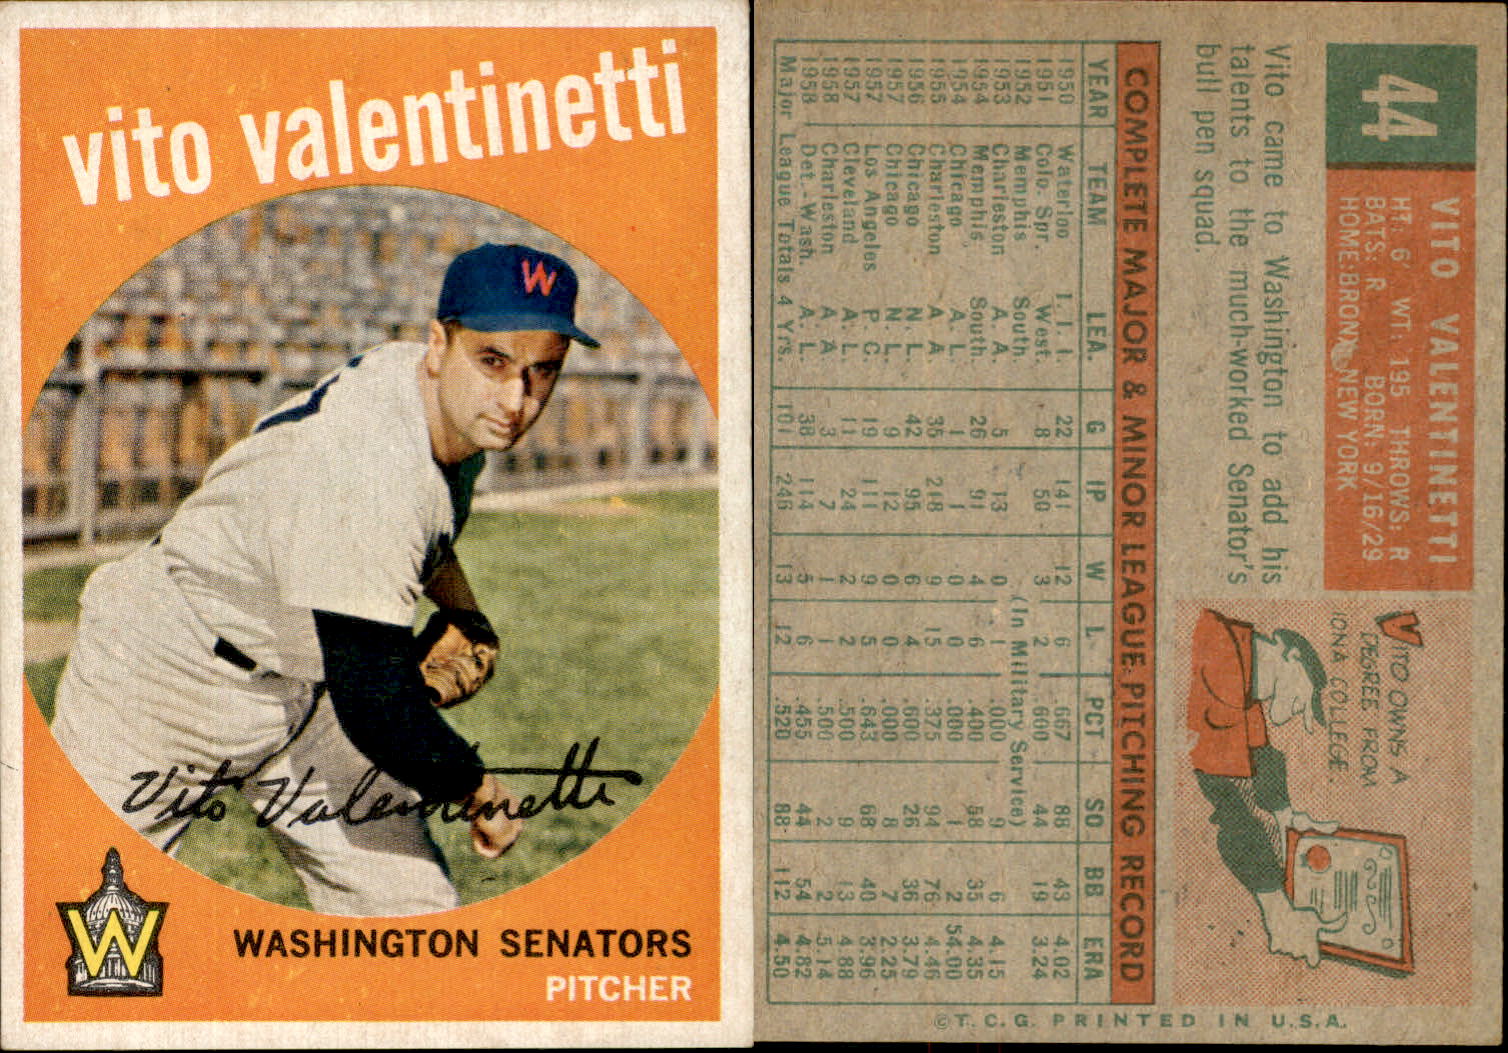 vito valentinetti
W
Vito Valentinetti
W
WASHINGTON SENATORS
PITCHER
44
VITO VALENTINETTI
HT. 6' WT. 195 THROWS: R
BATS: R BORN: 9/16/29
HOME: BRONX, NEW YORK
Vito came to Washington to add his
talents to the much-worked Senator's
bull pen squad.
VITO OWNS A
DEGREE FROM
IONA COLLEGE.
COMPLETE MAJOR & MINOR LEAGUE PITCHING RECORD
YEAR TEAM LEA. G IP W L PCT SO BB ERA
1950 Waterloo I. I. I. 22 141 12 6 .667 88 43 4.02
1951 Colo. Spr. West. 8 50 3 2 .600 44 19 3.24
1952 Memphis South. (In Military Service)
1953 Charleston A. A. 5 13 0 1 .000 9 6 4.15
1954 Memphis South. 26 91 4 6 .400 58 35 4.35
1954 Chicago A. L. 1 1 0 0 .000 1 2 54.00
1955 Charleston A A 35 218 9 15 .375 94 76 4.46
1956 Chicago N. L. 42 95 6 4 .600 26 36 3.79
1957 Chicago N. L. 9 12 0 0 .000 8 7 2.25
1957 Los Angeles P. C 19 111 9 5 .643 68 40 3.96
1957 Cleveland A. L. 11 24 2 2 .500 9 13 4.88
1958 Charleston A A 3 7 1 1 .500 2 2 5.14
1958 Det.-Wash. A. L. 38 114 5 6 .455 44 54 4.82
Major League Totals 4 Yrs. 101 246 13 12 .520 88 112 4.50
©T. C. G. PRINTED IN U.S.A.